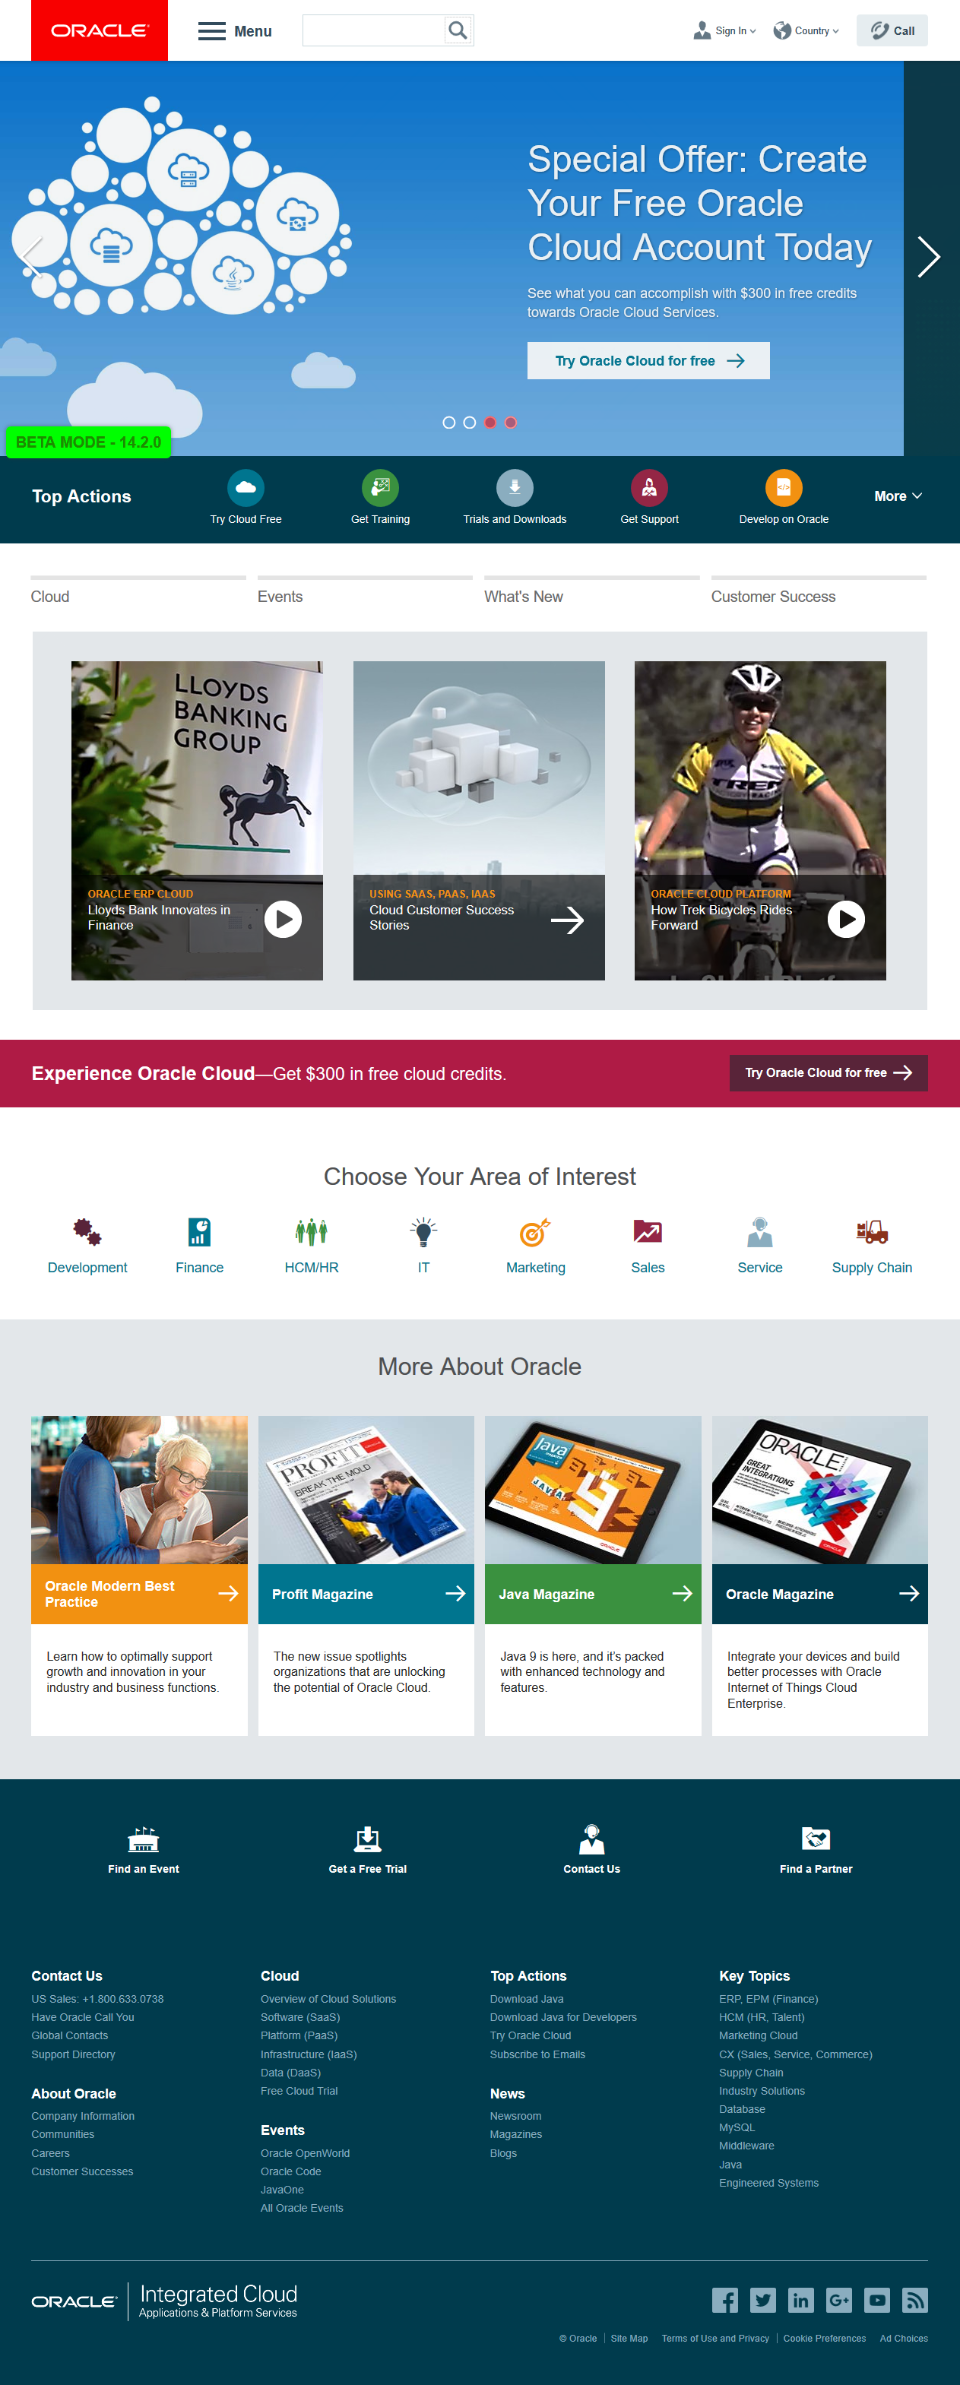 ORACLE
Menu
Sign In
Country
Call
Special Offer: Create
Your Free Oracle
Cloud Account Today
See what you can accomplish with $300 in free credits
towards Oracle Cloud Services.
Try Oracle Cloud for free
BETA MODE - 14.2.0
Top Actions
Try Cloud Free
Get Training
Trials and Downloads
Get Support
Develop on Oracle
More
Cloud
Events
What's New
Customer Success
LLOYDS
BANKING
GROUP
ORACLE ERP CLOUD
Lloyds Bank Innovates in
Finance
USING SAAS, PAAS, IAAS
Cloud Customer Success
Stories
TREK
ORACLE CLOUD PLATFORM
How Trek Bicycles Rides
Forward
Experience Oracle Cloud—Get $300 in free cloud credits.
Try Oracle Cloud for free
Choose Your Area of Interest
Development
Finance
HCM/HR
IT
Marketing
Sales
Service
Supply Chain
More About Oracle
PROFIT
BREAK THE MOLD
java
JAVA
9
ORACLE
GREAT
INTEGRATIONS
Oracle Modern Best
Practice
Profit Magazine
Java Magazine
Oracle Magazine
Learn how to optimally support
growth and innovation in your
industry and business functions.
The new issue spotlights
organizations that are unlocking
the potential of Oracle Cloud.
Java 9 is here, and it's packed
with enhanced technology and
features.
Integrate your devices and build
better processes with Oracle
Internet of Things Cloud
Enterprise.
Find an Event
Get a Free Trial
Contact Us
Find a Partner
Contact Us
US Sales: +1.800.633.0738
Have Oracle Call You
Global Contacts
Support Directory
About Oracle
Company Information
Communities
Careers
Customer Successes
Cloud
Overview of Cloud Solutions
Software (SaaS)
Platform (PaaS)
Infrastructure (IaaS)
Data (DaaS)
Free Cloud Trial
Events
Oracle OpenWorld
Oracle Code
JavaOne
All Oracle Events
Top Actions
Download Java
Download Java for Developers
Try Oracle Cloud
Subscribe to Emails
News
Newsroom
Magazines
Blogs
Key Topics
ERP, EPM (Finance)
HCM (HR, Talent)
Marketing Cloud
CX (Sales, Service, Commerce)
Supply Chain
Industry Solutions
Database
MySQL
Middleware
Java
Engineered Systems
ORACLE
Integrated Cloud
Applications & Platform Services
© Oracle
Site Map
Terms of Use and Privacy
Cookie Preferences
Ad Choices